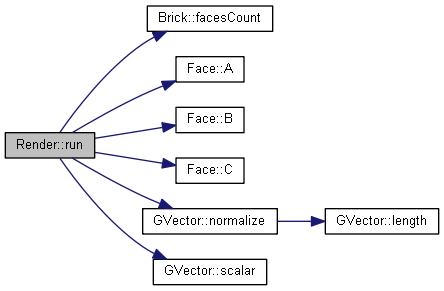 Brick::facesCount
Face::A
Face::B
Render::run
Face::C
GVector::normalize
GVector::length
GVector::scalar